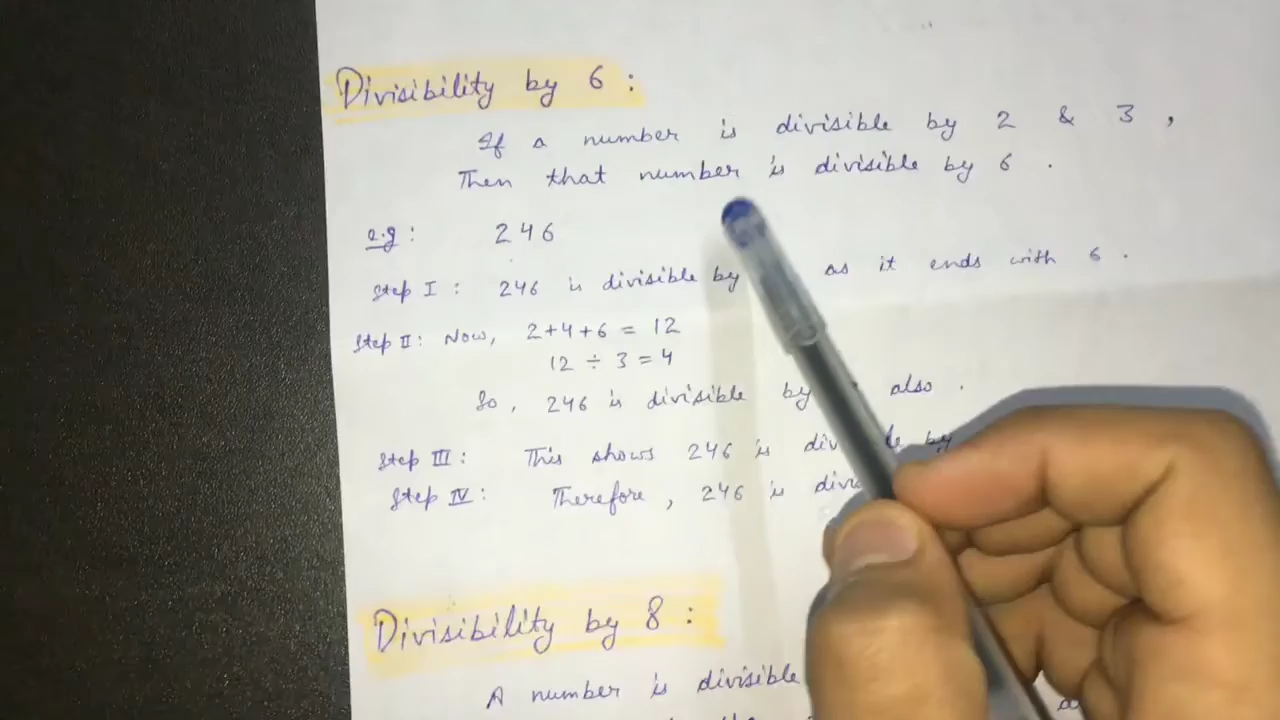 Divisibility by 6 :
If a number is divisible by 2 & 3 ,
Then that number is divisible by 6 .
e.g : 246
Step I : 246 is divisible by as it ends with 6 .
Step II : Now, 2+4+6 = 12
12 ÷ 3 = 4
So, 246 is divisible by also .
Step III : This shows 246 is by
Step IV : Therefore , 246 is
Divisibility by 8 :
A number is divisible